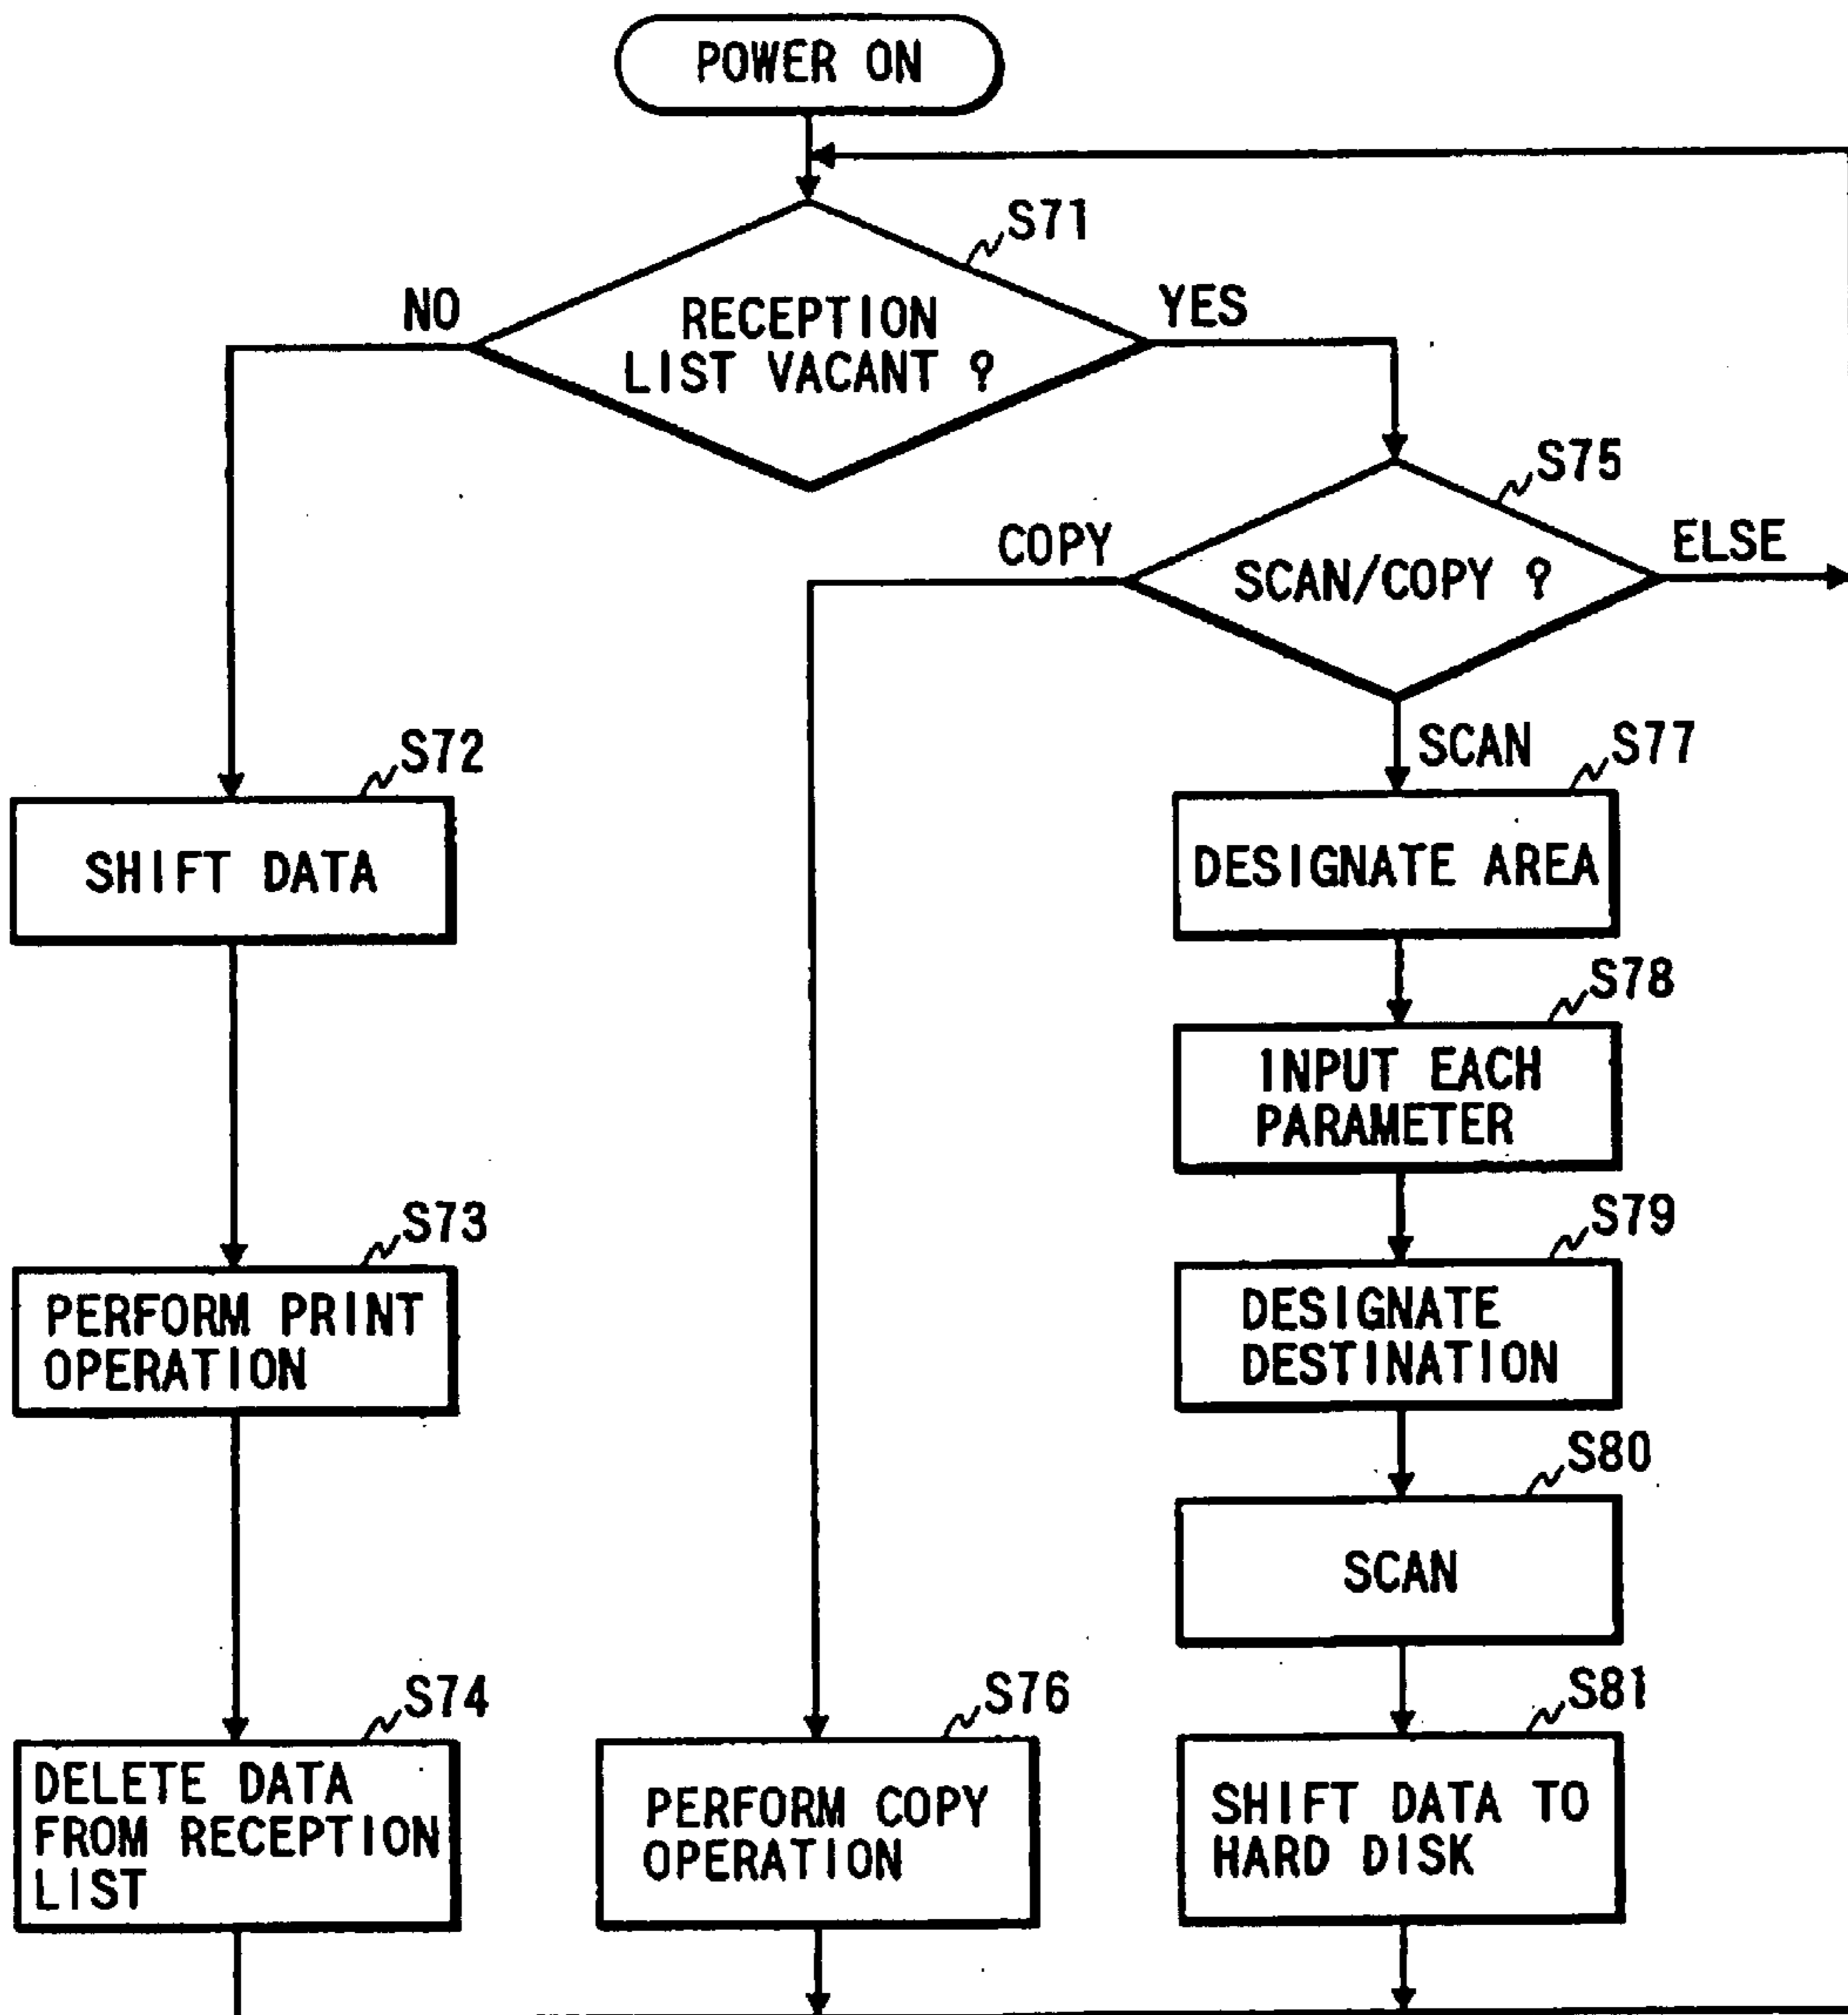 POWER ON
S71
NO
RECEPTION
LIST VACANT ?
YES
S75
COPY
SCAN/COPY ?
ELSE
S72
SCAN
S77
SHIFT DATA
DESIGNATE AREA
S78
INPUT EACH
PARAMETER
S73
S79
PERFORM PRINT
OPERATION
DESIGNATE
DESTINATION
S80
SCAN
S74
S76
S81
DELETE DATA
FROM RECEPTION
LIST
PERFORM COPY
OPERATION
SHIFT DATA TO
HARD DISK